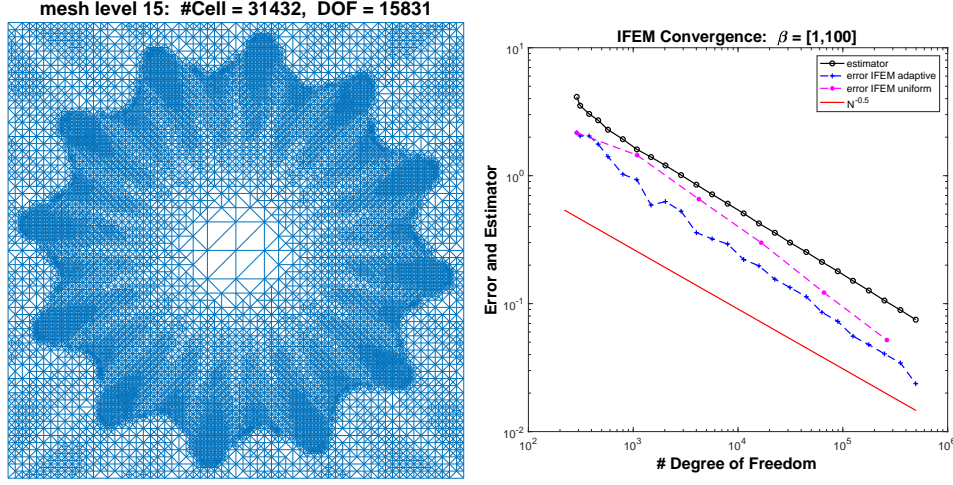 mesh level 15: #Cell = 31432, DOF = 15831
IFEM Convergence: β = [1,100]
estimator
error IFEM adaptive
error IFEM uniform
N^-0.5
Error and Estimator
10^1
10^0
10^-1
10^-2
10^2
10^3
10^4
10^5
10^6
# Degree of Freedom